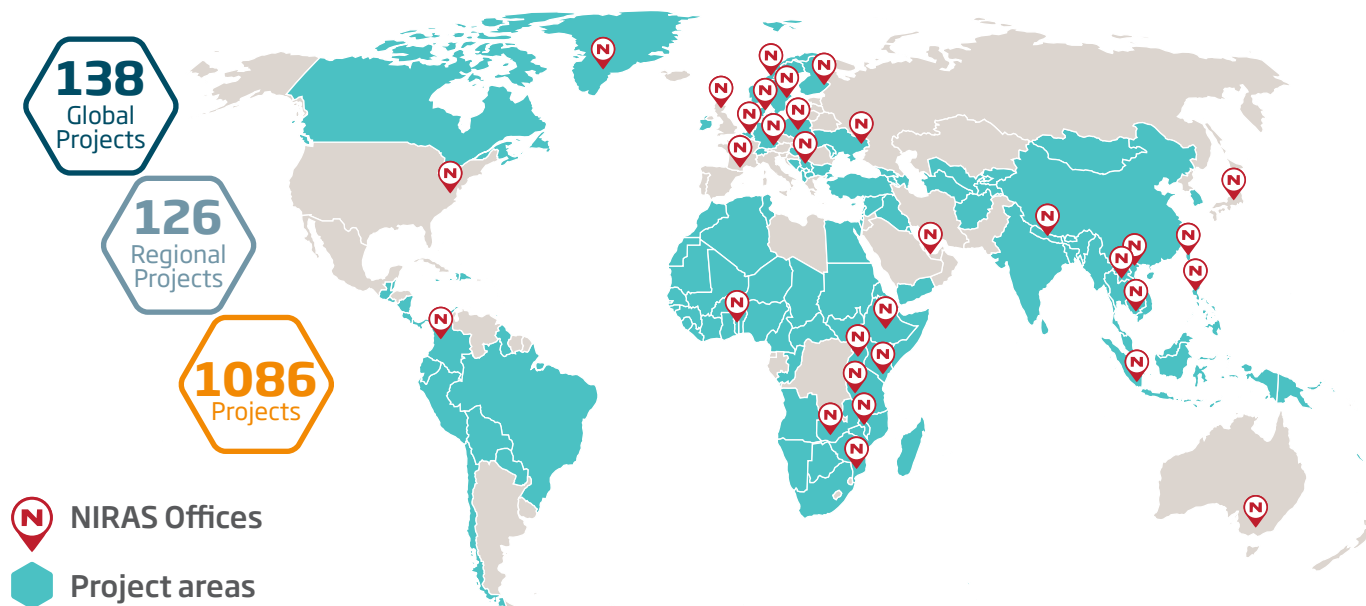 138
Global
Projects
126
Regional
Projects
1086
Projects
NIRAS Offices
Project areas